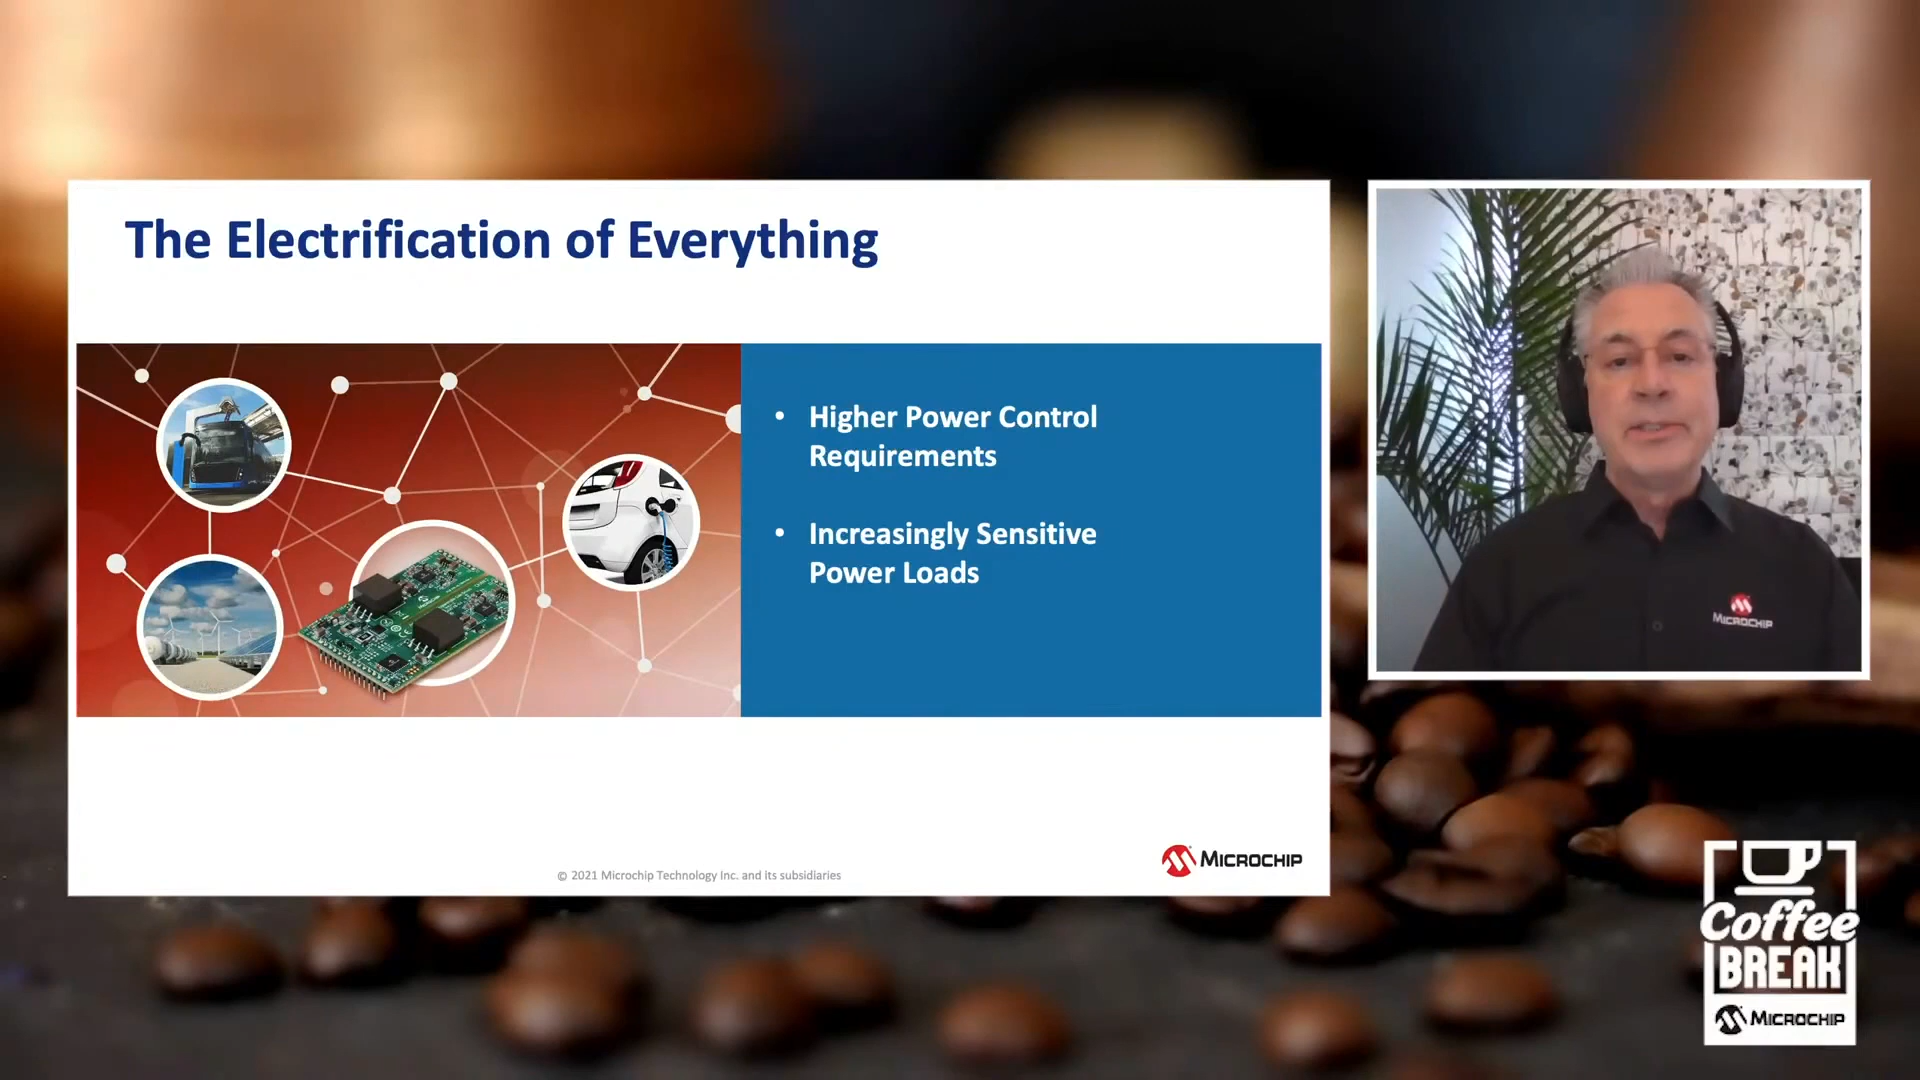 The Electrification of Everything
• Higher Power Control
Requirements
• Increasingly Sensitive
Power Loads
© 2021 Microchip Technology Inc. and its subsidiaries
MICROCHIP
MICROCHIP
Coffee
BREAK
MICROCHIP